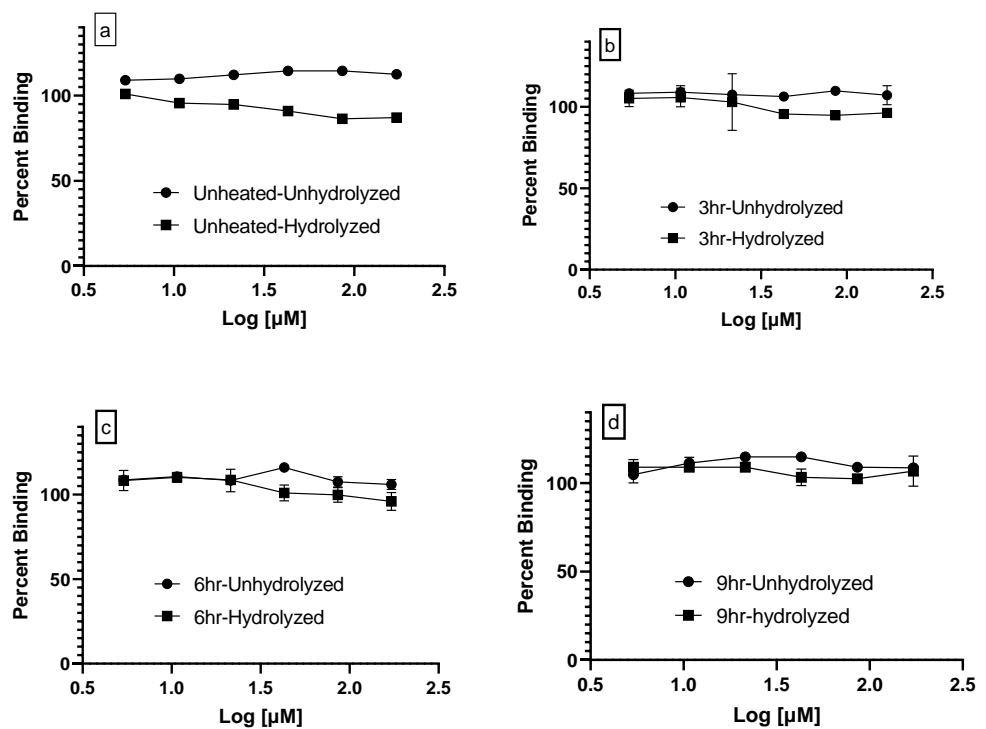 a
Percent Binding
100
50
0
Unheated-Unhydrolyzed
Unheated-Hydrolyzed
0.5 1.0 1.5 2.0 2.5
Log [µM]
b
Percent Binding
100
50
0
3hr-Unhydrolyzed
3hr-Hydrolyzed
0.5 1.0 1.5 2.0 2.5
Log [µM]
c
Percent Binding
100
50
0
6hr-Unhydrolyzed
6hr-Hydrolyzed
0.5 1.0 1.5 2.0 2.5
Log [µM]
d
Percent Binding
100
50
0
9hr-Unhydrolyzed
9hr-hydrolyzed
0.5 1.0 1.5 2.0 2.5
Log [µM]